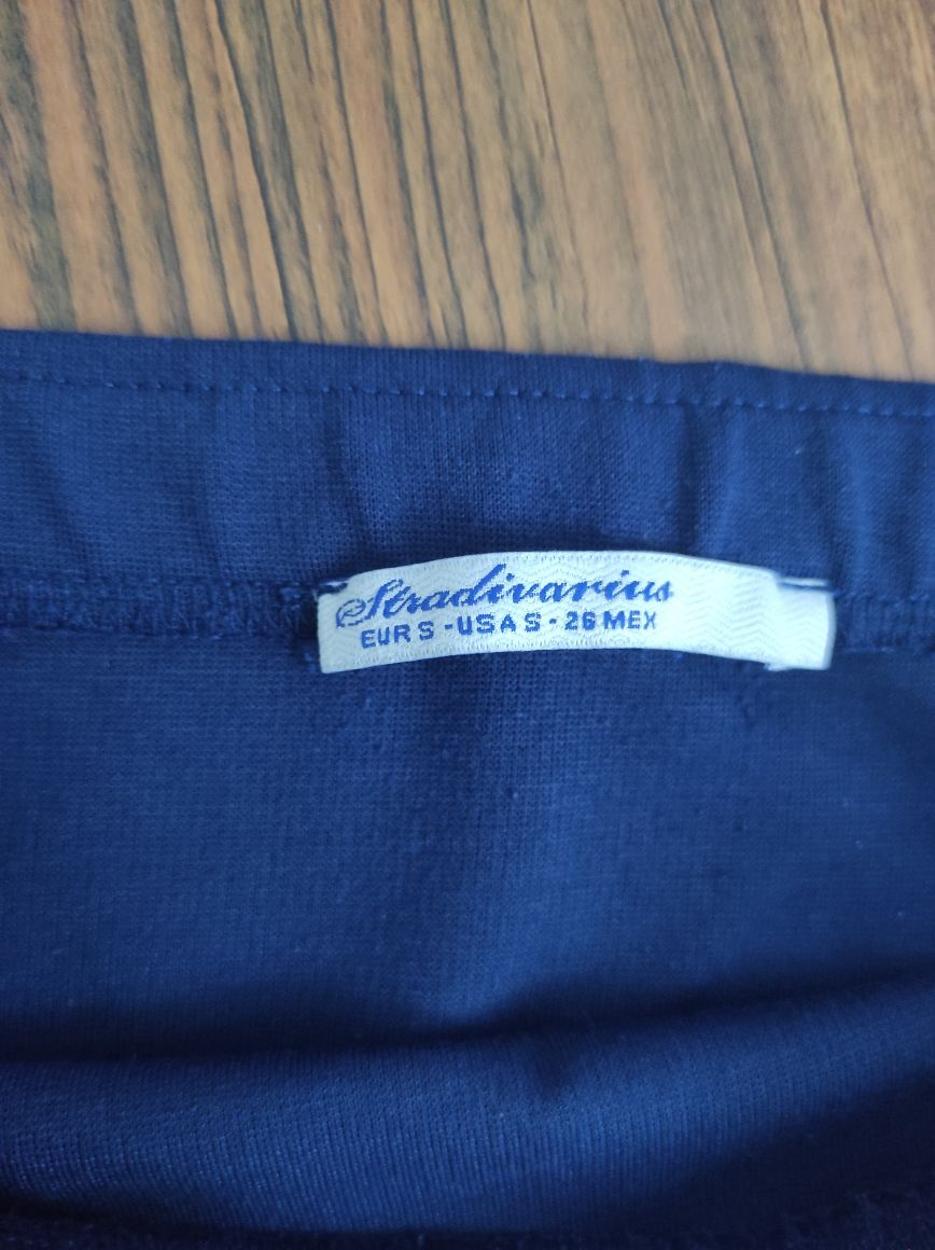 Stradivarius
EUR S - USA S - 26 MEX